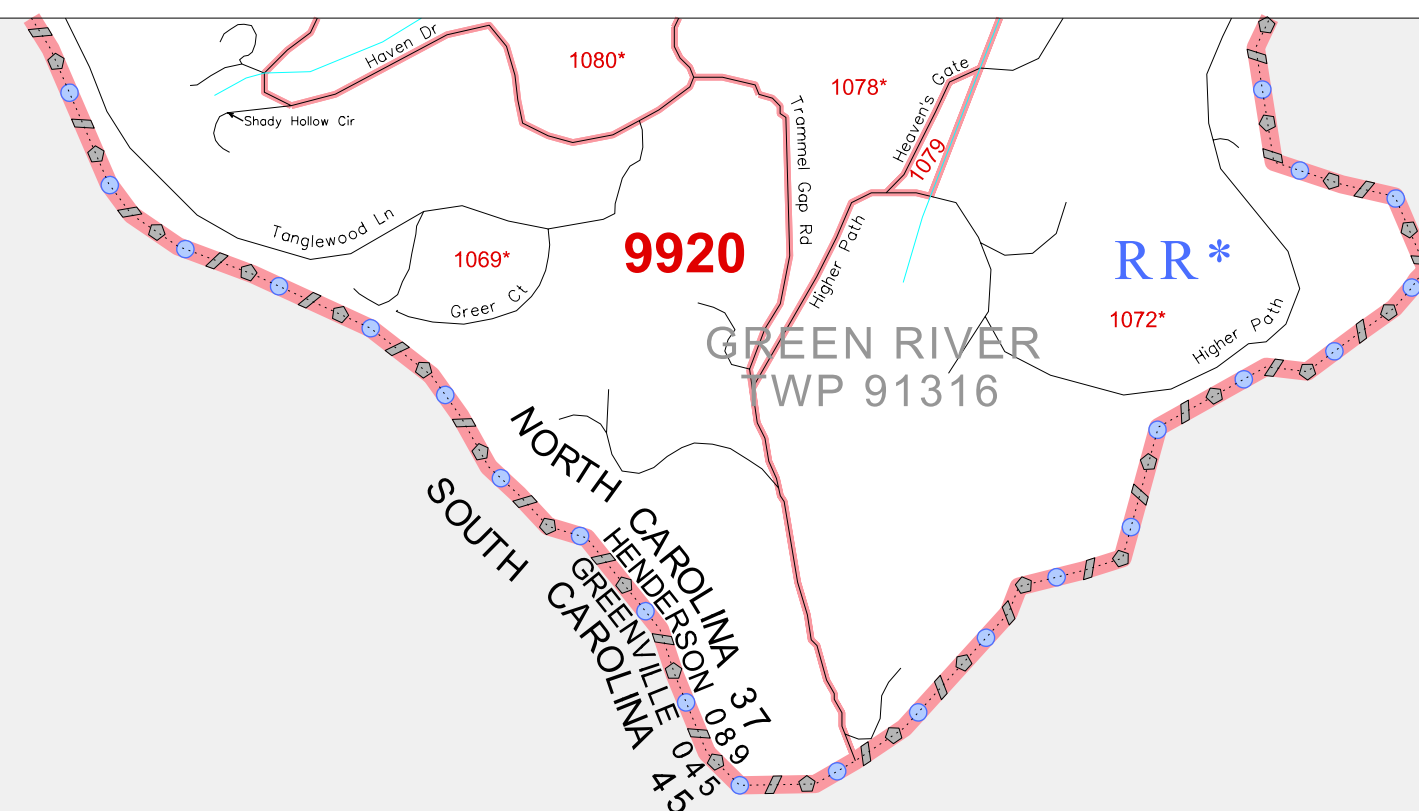 Haven Dr
1080*
1078*
Heaven's Gate
Shady Hollow Cir
Trammel Gap Rd
1079
Tanglewood Ln
1069*
9920
Higher Path
RR*
Greer Ct
1072*
Higher Path
GREEN RIVER
TWP 91316
NORTH CAROLINA 37
HENDERSON 089
GREENVILLE 045
SOUTH CAROLINA 45